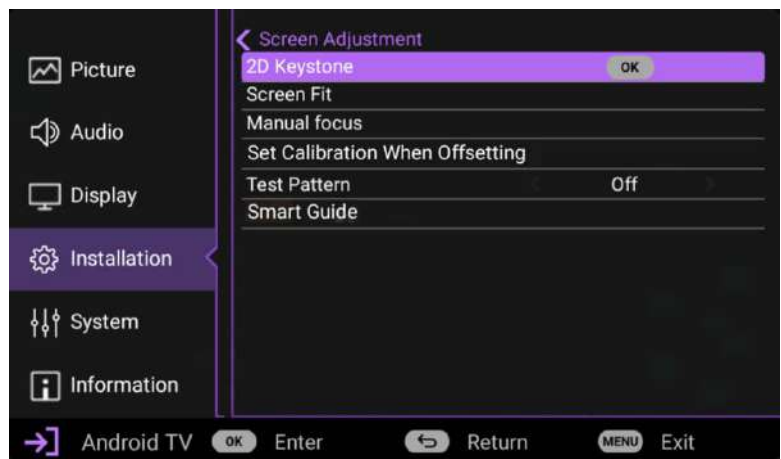 Screen Adjustment
Picture
2D Keystone OK
Screen Fit
Audio
Manual focus
Set Calibration When Offsetting
Display
Test Pattern Off
Smart Guide
Installation
System
Information
Android TV OK Enter Return MENU Exit